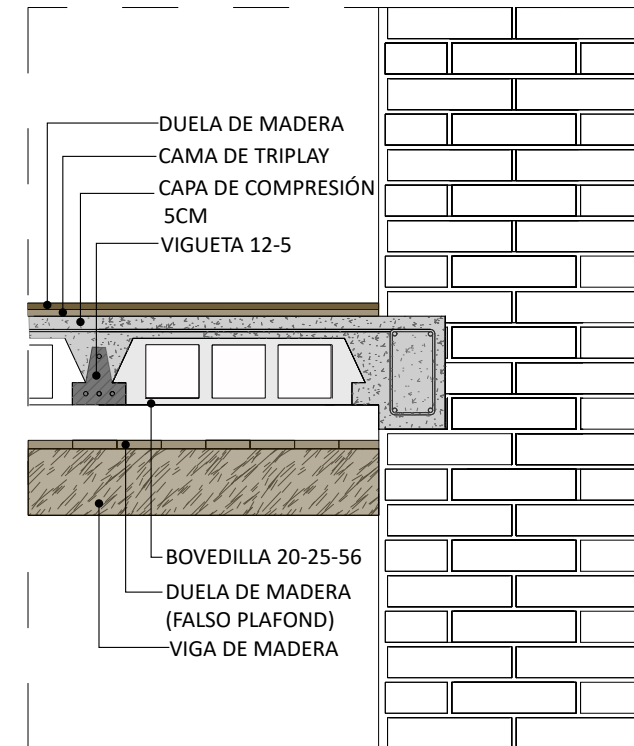 DUELA DE MADERA
CAMA DE TRIPLAY
CAPA DE COMPRESIÓN
5CM
VIGUETA 12-5
BOVEDILLA 20-25-56
DUELA DE MADERA
(FALSO PLAFOND)
VIGA DE MADERA